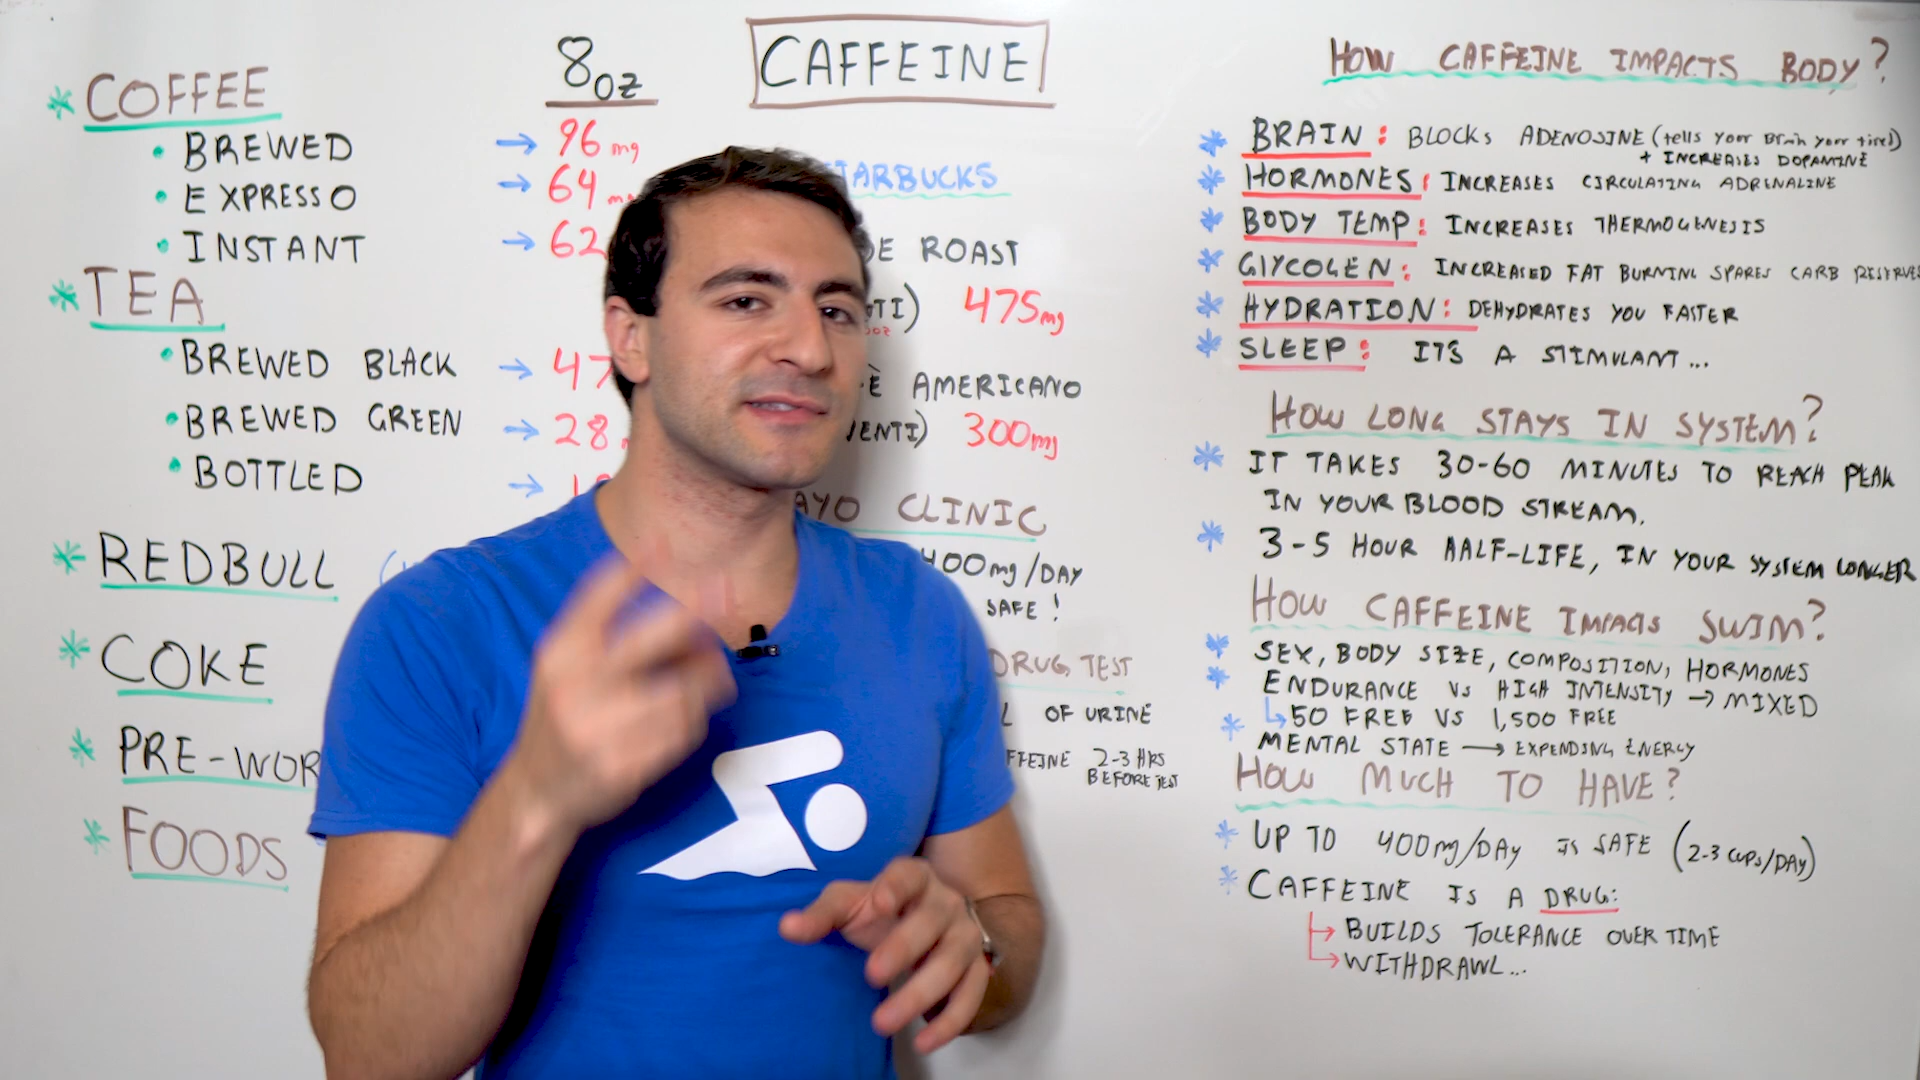 CAFFEINE
* COFFEE
8oz
• BREWED → 96 mg
• EXPRESSO → 64
• INSTANT → 62
* TEA
• BREWED BLACK → 47
• BREWED GREEN → 28
• BOTTLED →
* REDBULL
* COKE
* PRE-WOR
* FOODS
TARBUCKS
DE ROAST
TI) 475mg
oz
È AMERICANO
VENTI) 300mg
AYO CLINIC
400mg/DAY
SAFE!
DRUG TEST
L OF URINE
FFEINE 2-3 HRS
BEFORE TEST
HOW CAFFEINE IMPACTS BODY?
* BRAIN: BLOCKS ADENOSINE (tells your Brain your tired)
+ INCREASES DOPAMINE
* HORMONES: INCREASES CIRCULATING ADRENALINE
* BODY TEMP: INCREASES THERMOGENESIS
* GLYCOGEN: INCREASED FAT BURNING SPARES CARB RESERVES
* HYDRATION: DEHYDRATES YOU FASTER
* SLEEP: IT'S A STIMULANT...
HOW LONG STAYS IN SYSTEM?
* IT TAKES 30-60 MINUTES TO REACH PEAK
IN YOUR BLOOD STREAM.
* 3-5 HOUR HALF-LIFE, IN YOUR SYSTEM LONGER
HOW CAFFEINE IMPACTS SWIM?
* SEX, BODY SIZE, COMPOSITION, HORMONES
* ENDURANCE VS HIGH INTENSITY → MIXED
↳ 50 FREE VS 1,500 FREE
* MENTAL STATE → EXPENDING ENERGY
HOW MUCH TO HAVE?
* UP TO 400mg/DAY IS SAFE (2-3 CUPS/DAY)
* CAFFEINE IS A DRUG:
→ BUILDS TOLERANCE OVER TIME
→ WITHDRAWL...